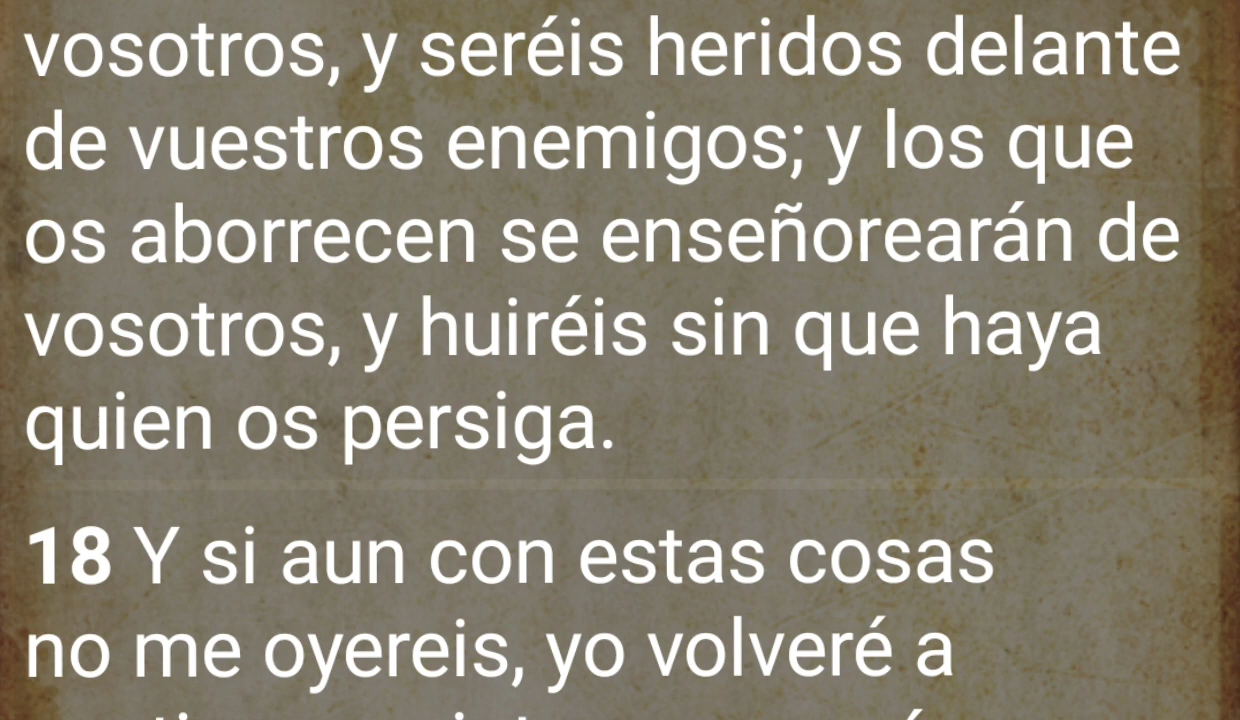 vosotros, y seréis heridos delante
de vuestros enemigos; y los que
os aborrecen se enseñorearán de
vosotros, y huiréis sin que haya
quien os persiga.
18 Y si aun con estas cosas
no me oyereis, yo volveré a